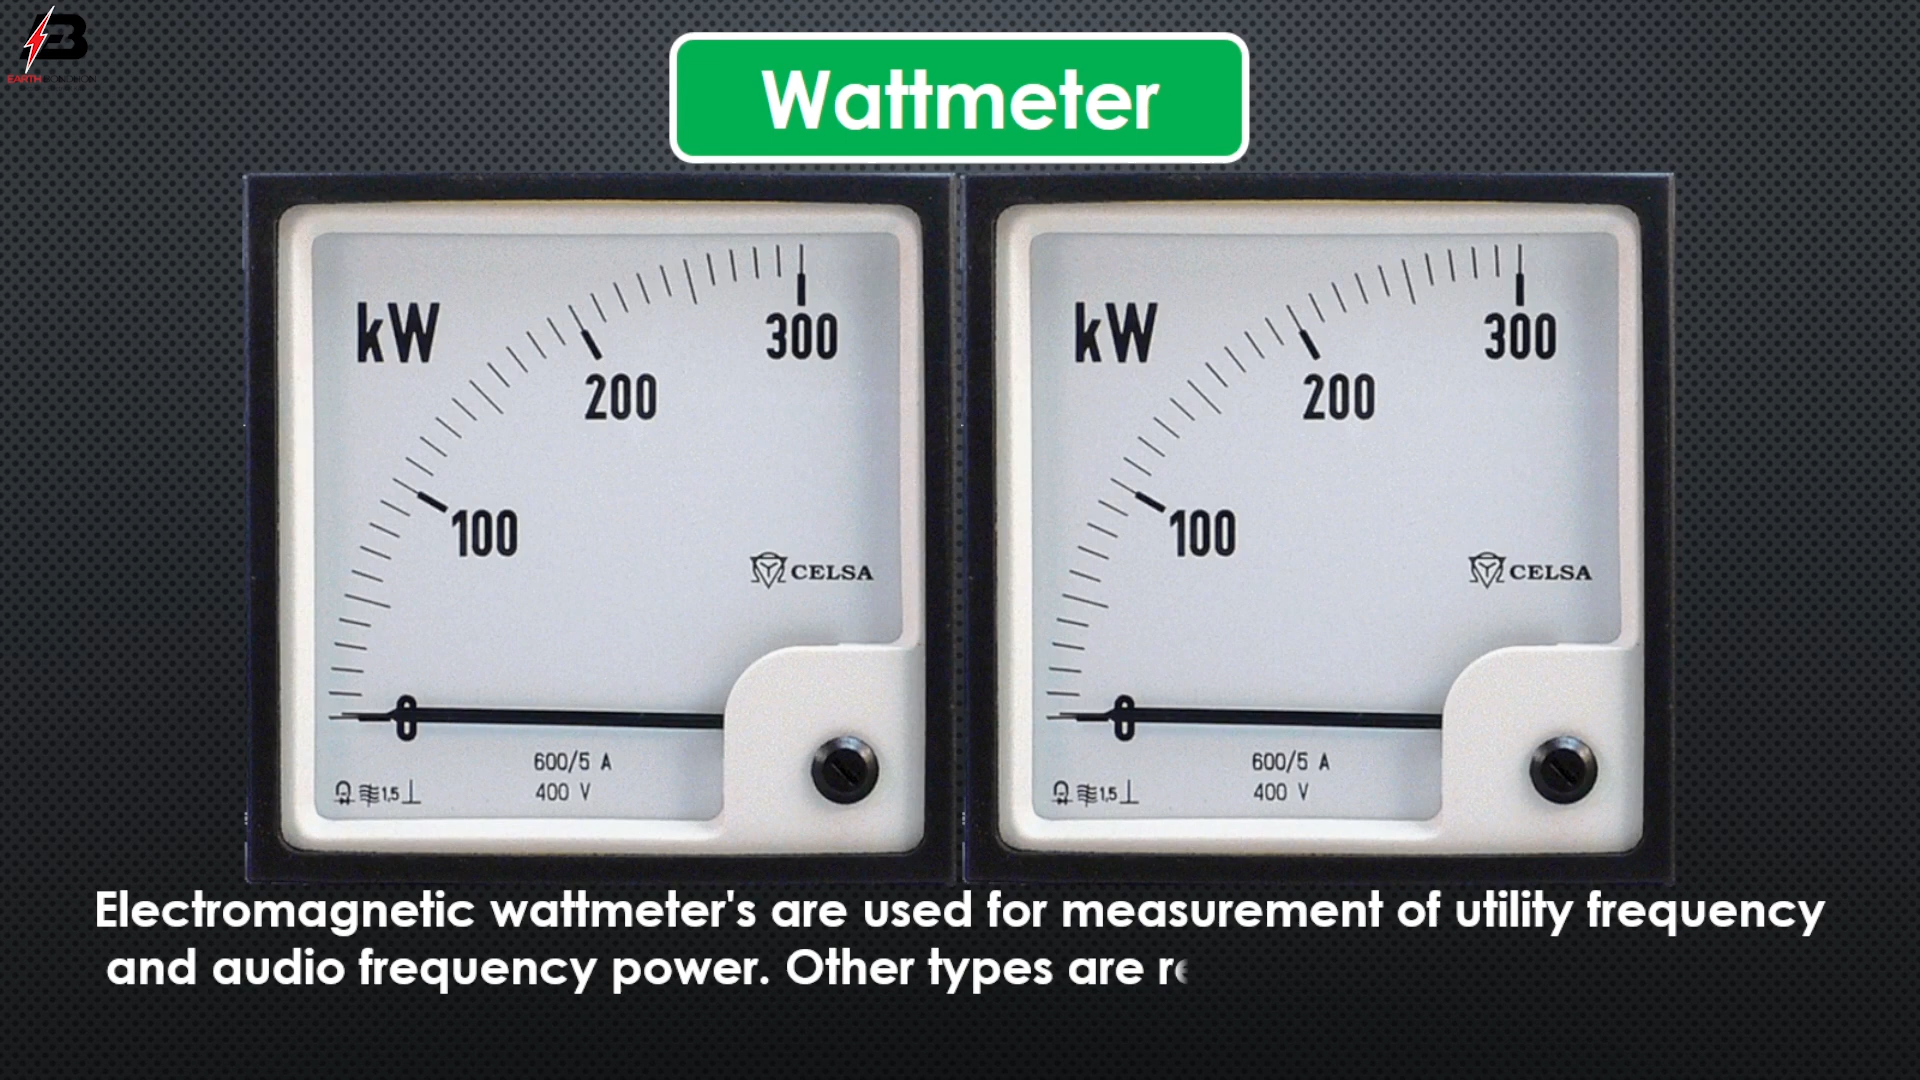 EARTH
Wattmeter
kW
300
200
100
CELSA
0
600/5 A
400 V
1,5
kW
300
200
100
CELSA
0
600/5 A
400 V
1,5
Electromagnetic wattmeter's are used for measurement of utility frequency
and audio frequency power. Other types are re